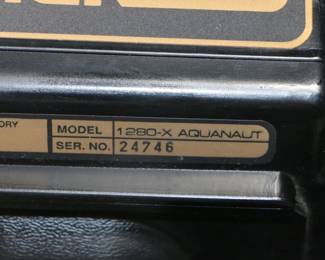 ORY
MODEL 1280-X AQUANAUT
SER. NO. 24746